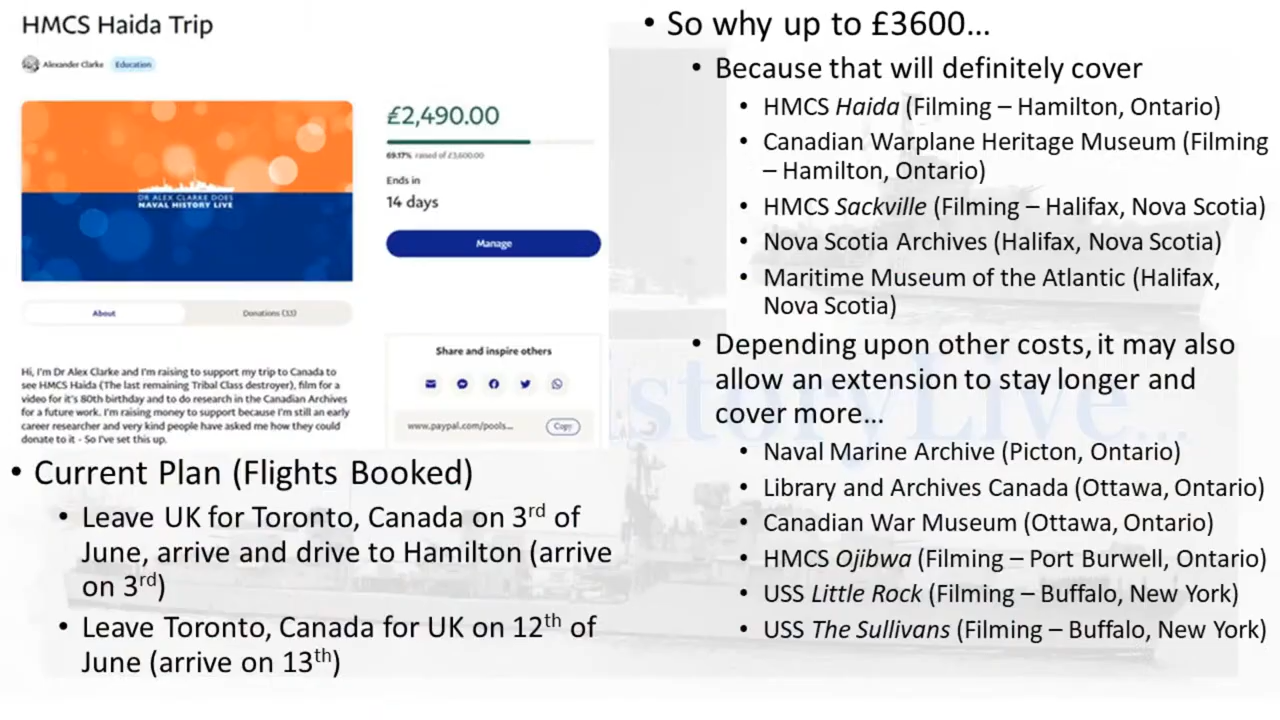 HMCS Haida Trip
Alexander Clarke Education
DR ALEX CLARKE DOES
NAVAL HISTORY LIVE
£2,490.00
69.17% raised of £3,600.00
Ends in
14 days
Manage
About
Donations (33)
Share and inspire others
www.paypal.com/pools...
Copy
Hi, I'm Dr Alex Clarke and I'm raising to support my trip to Canada to
see HMCS Haida (The last remaining Tribal Class destroyer), film for a
video for it's 80th birthday and to do research in the Canadian Archives
for a future work. I'm raising money to support because I'm still an early
career researcher and very kind people have asked me how they could
donate to it - So I've set this up.
• Current Plan (Flights Booked)
• Leave UK for Toronto, Canada on 3rd of
June, arrive and drive to Hamilton (arrive
on 3rd)
• Leave Toronto, Canada for UK on 12th of
June (arrive on 13th)
• So why up to £3600…
• Because that will definitely cover
• HMCS Haida (Filming – Hamilton, Ontario)
• Canadian Warplane Heritage Museum (Filming
– Hamilton, Ontario)
• HMCS Sackville (Filming – Halifax, Nova Scotia)
• Nova Scotia Archives (Halifax, Nova Scotia)
• Maritime Museum of the Atlantic (Halifax,
Nova Scotia)
• Depending upon other costs, it may also
allow an extension to stay longer and
cover more…
• Naval Marine Archive (Picton, Ontario)
• Library and Archives Canada (Ottawa, Ontario)
• Canadian War Museum (Ottawa, Ontario)
• HMCS Ojibwa (Filming – Port Burwell, Ontario)
• USS Little Rock (Filming – Buffalo, New York)
• USS The Sullivans (Filming – Buffalo, New York)
storyLive...